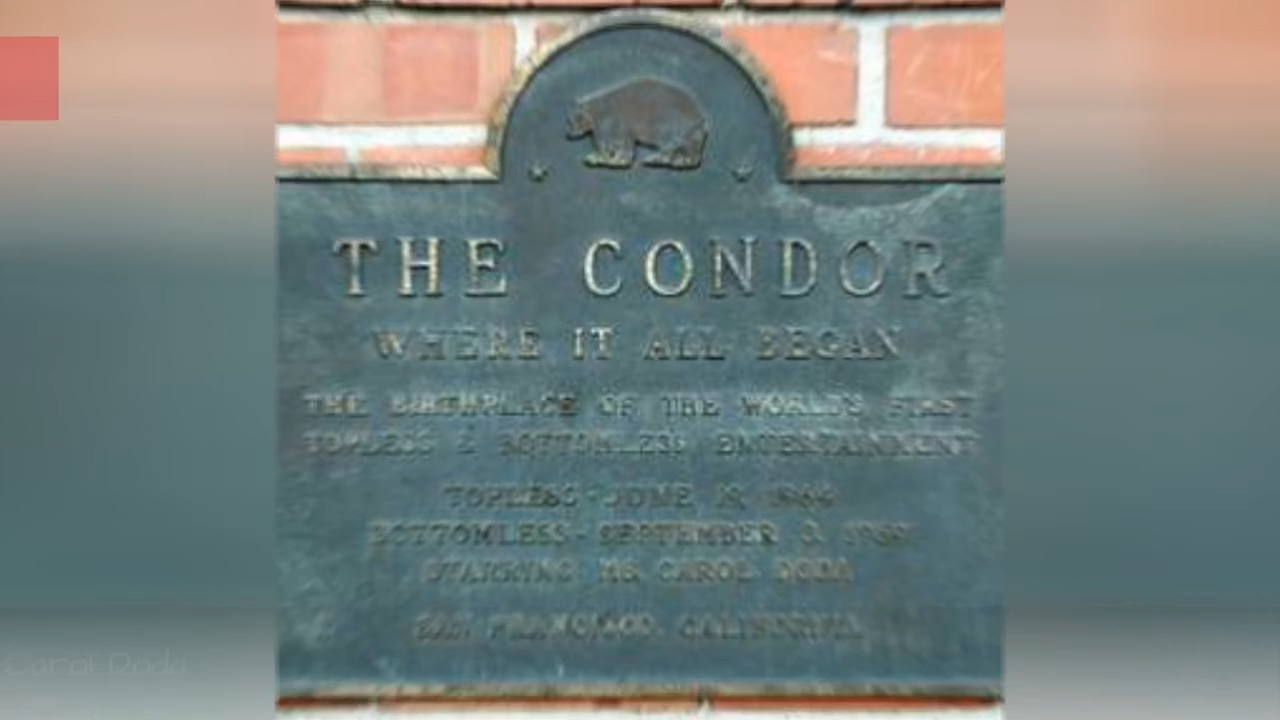 THE CONDOR
WHERE IT ALL BEGAN
THE BIRTHPLACE OF THE WORLD'S FIRST
TOPLESS & BOTTOMLESS ENTERTAINMENT
TOPLESS - JUNE 19, 1964
BOTTOMLESS - SEPTEMBER 3, 1969
STARRING MS. CAROL DODA
SAN FRANCISCO, CALIFORNIA
Carol Doda